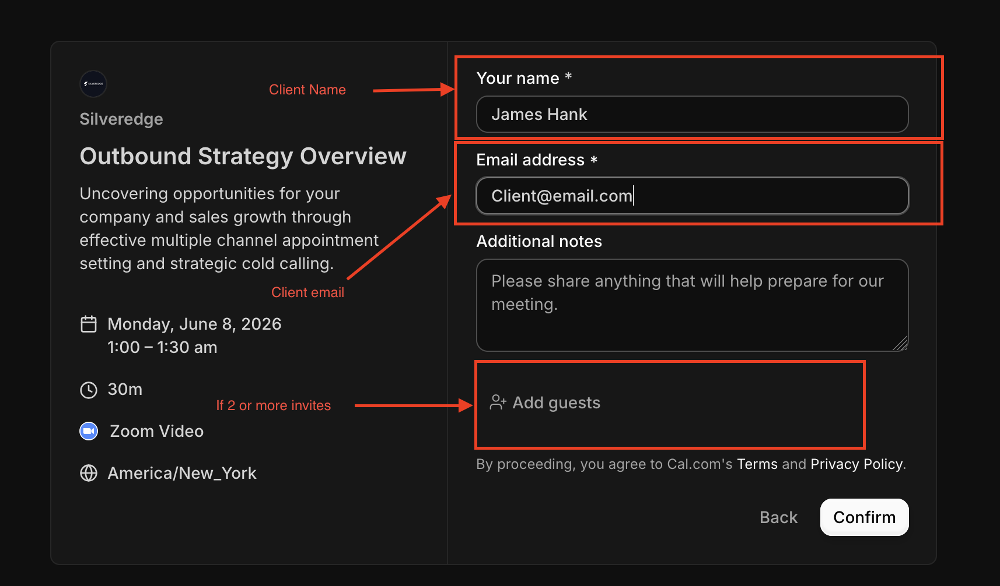 SILVEREDGE
Silveredge
Outbound Strategy Overview
Uncovering opportunities for your
company and sales growth through
effective multiple channel appointment
setting and strategic cold calling.
Monday, June 8, 2026
1:00 – 1:30 am
30m
Zoom Video
America/New_York
Client Name
Client email
If 2 or more invites
Your name *
James Hank
Email address *
Client@email.com
Additional notes
Please share anything that will help prepare for our
meeting.
Add guests
By proceeding, you agree to Cal.com's Terms and Privacy Policy.
Back
Confirm